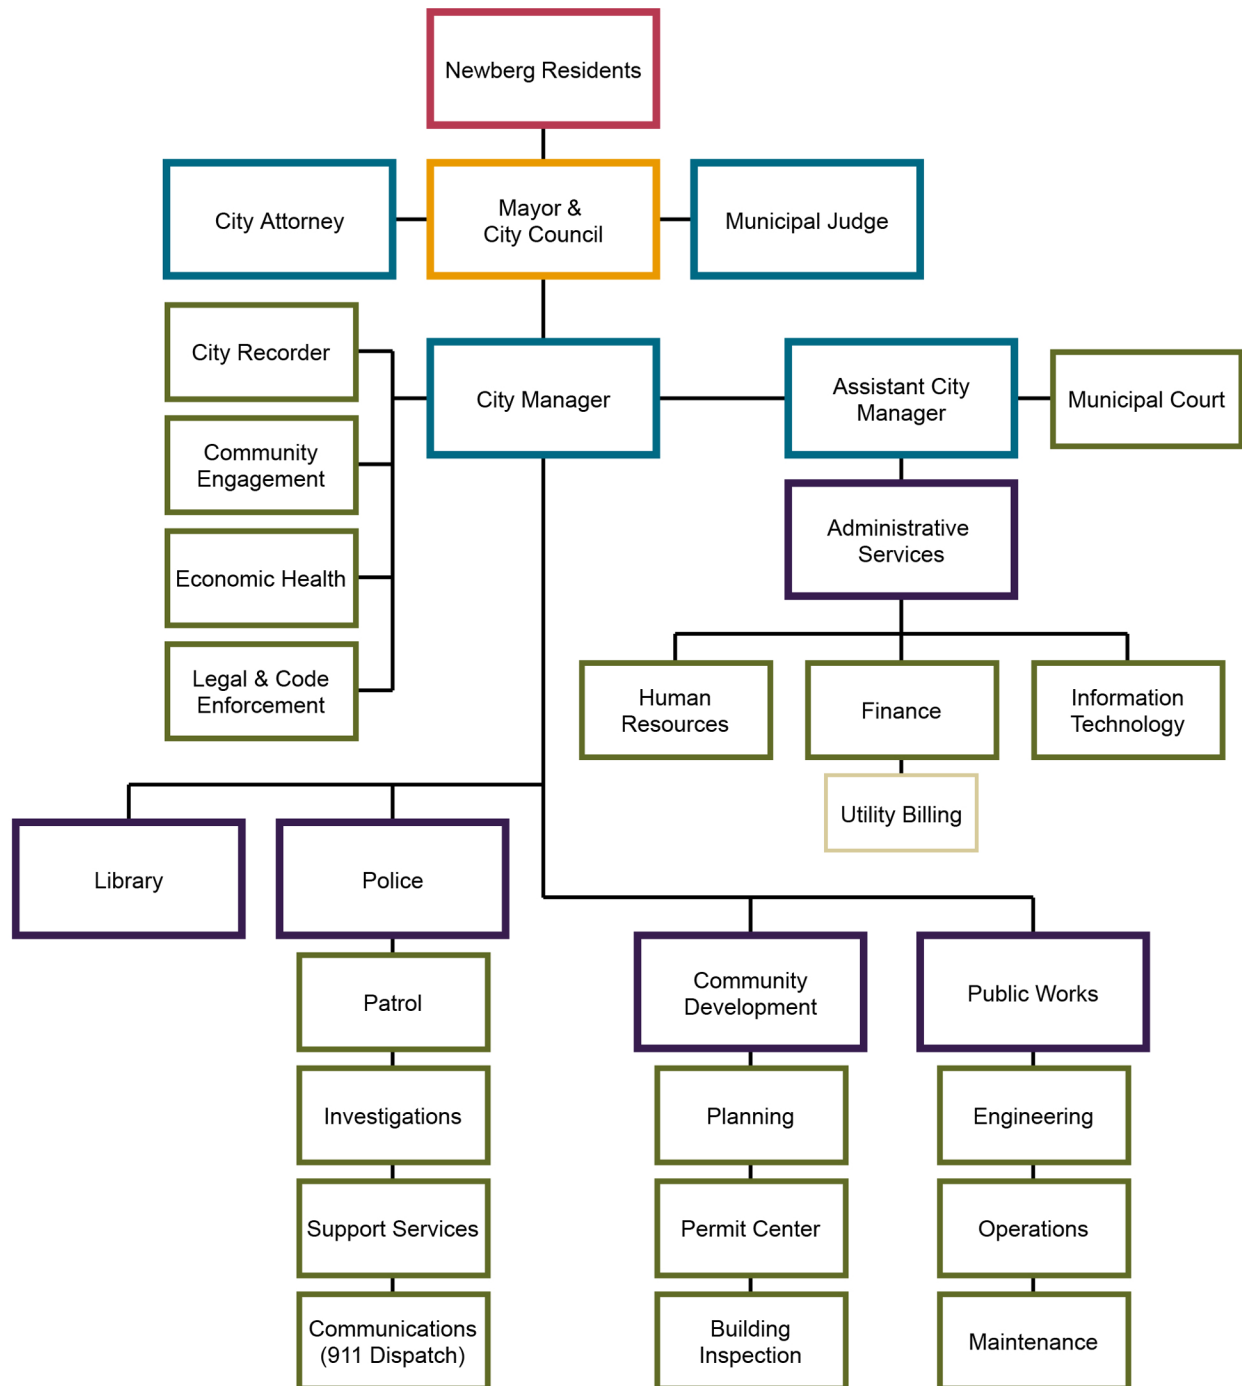 Newberg Residents
City Attorney
Mayor &
City Council
Municipal Judge
City Recorder
City Manager
Assistant City
Manager
Municipal Court
Community
Engagement
Administrative
Services
Economic Health
Legal & Code
Enforcement
Human
Resources
Finance
Information
Technology
Utility Billing
Library
Police
Community
Development
Public Works
Patrol
Investigations
Planning
Engineering
Support Services
Permit Center
Operations
Communications
(911 Dispatch)
Building
Inspection
Maintenance